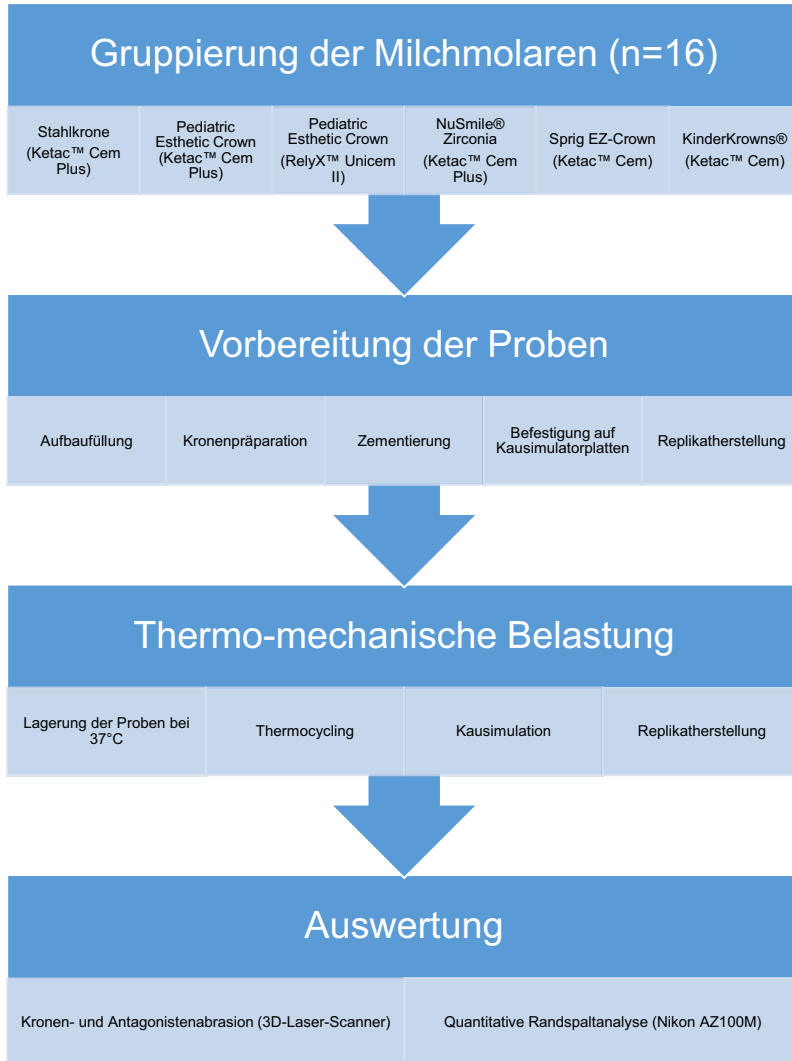 Gruppierung der Milchmolaren (n=16)
Stahlkrone
(Ketac™ Cem
Plus)
Pediatric
Esthetic Crown
(Ketac™ Cem
Plus)
Pediatric
Esthetic Crown
(RelyX™ Unicem
II)
NuSmile®
Zirconia
(Ketac™ Cem
Plus)
Sprig EZ-Crown
(Ketac™ Cem)
KinderKrowns®
(Ketac™ Cem)
Vorbereitung der Proben
Aufbaufüllung
Kronenpräparation
Zementierung
Befestigung auf
Kausimulatorplatten
Replikatherstellung
Thermo-mechanische Belastung
Lagerung der Proben bei
37°C
Thermocycling
Kausimulation
Replikatherstellung
Auswertung
Kronen- und Antagonistenabrasion (3D-Laser-Scanner)
Quantitative Randspaltanalyse (Nikon AZ100M)